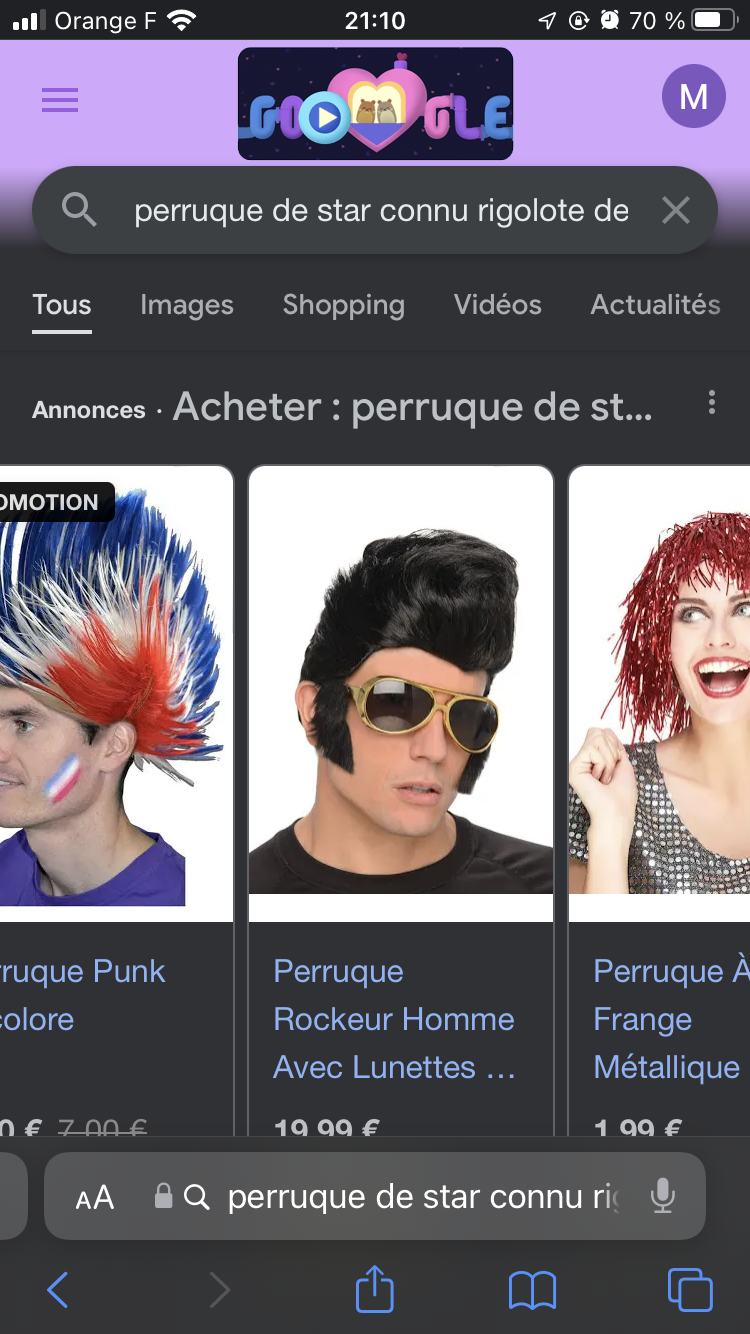 Orange F
21:10
70 %
GOOGLE
M
perruque de star connu rigolote de
Tous Images Shopping Vidéos Actualités
Annonces · Acheter : perruque de st...
OMOTION
rruque Punk
colore
0 € 7,00 €
Perruque
Rockeur Homme
Avec Lunettes ...
19,99 €
Perruque À
Frange
Métallique
1,99 €
AA perruque de star connu ri